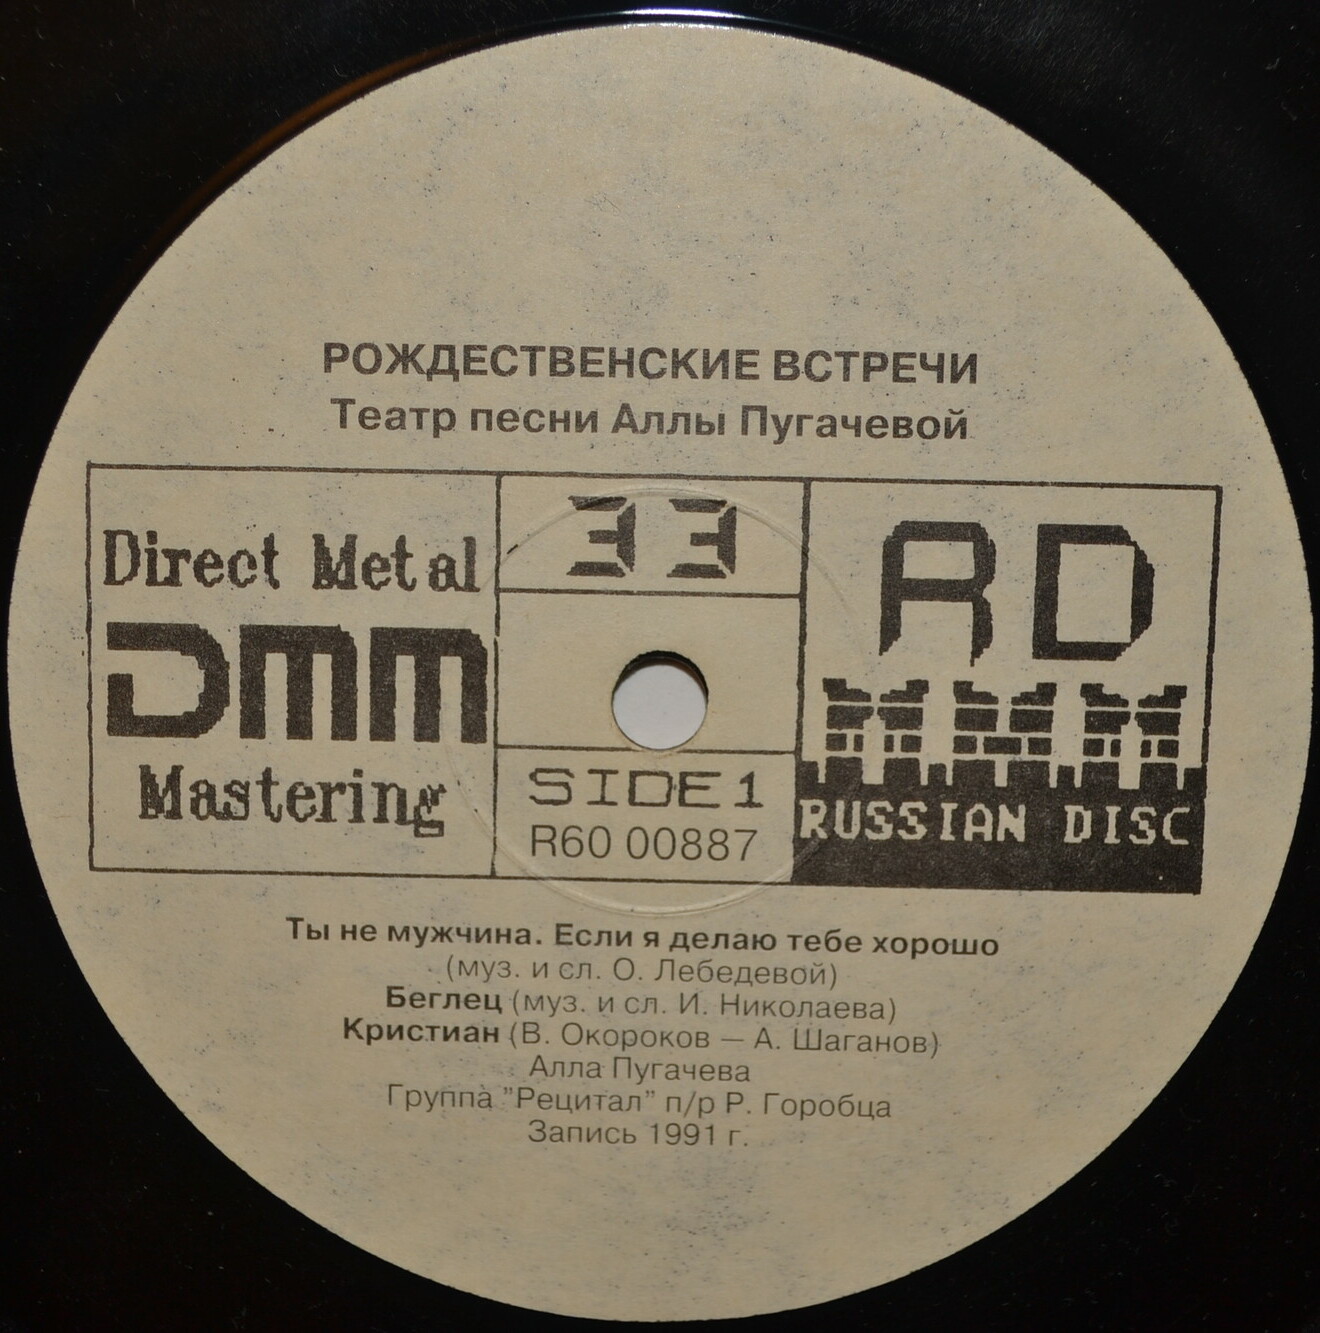 РОЖДЕСТВЕНСКИЕ ВСТРЕЧИ
Театр песни Аллы Пугачевой
Direct Metal
DMM
Mastering
33
SIDE 1
R60 00887
RD
RUSSIAN DISC
Ты не мужчина. Если я делаю тебе хорошо
(муз. и сл. О. Лебедевой)
Беглец (муз. и сл. И. Николаева)
Кристиан (В. Окороков — А. Шаганов)
Алла Пугачева
Группа "Рецитал" п/р Р. Горобца
Запись 1991 г.